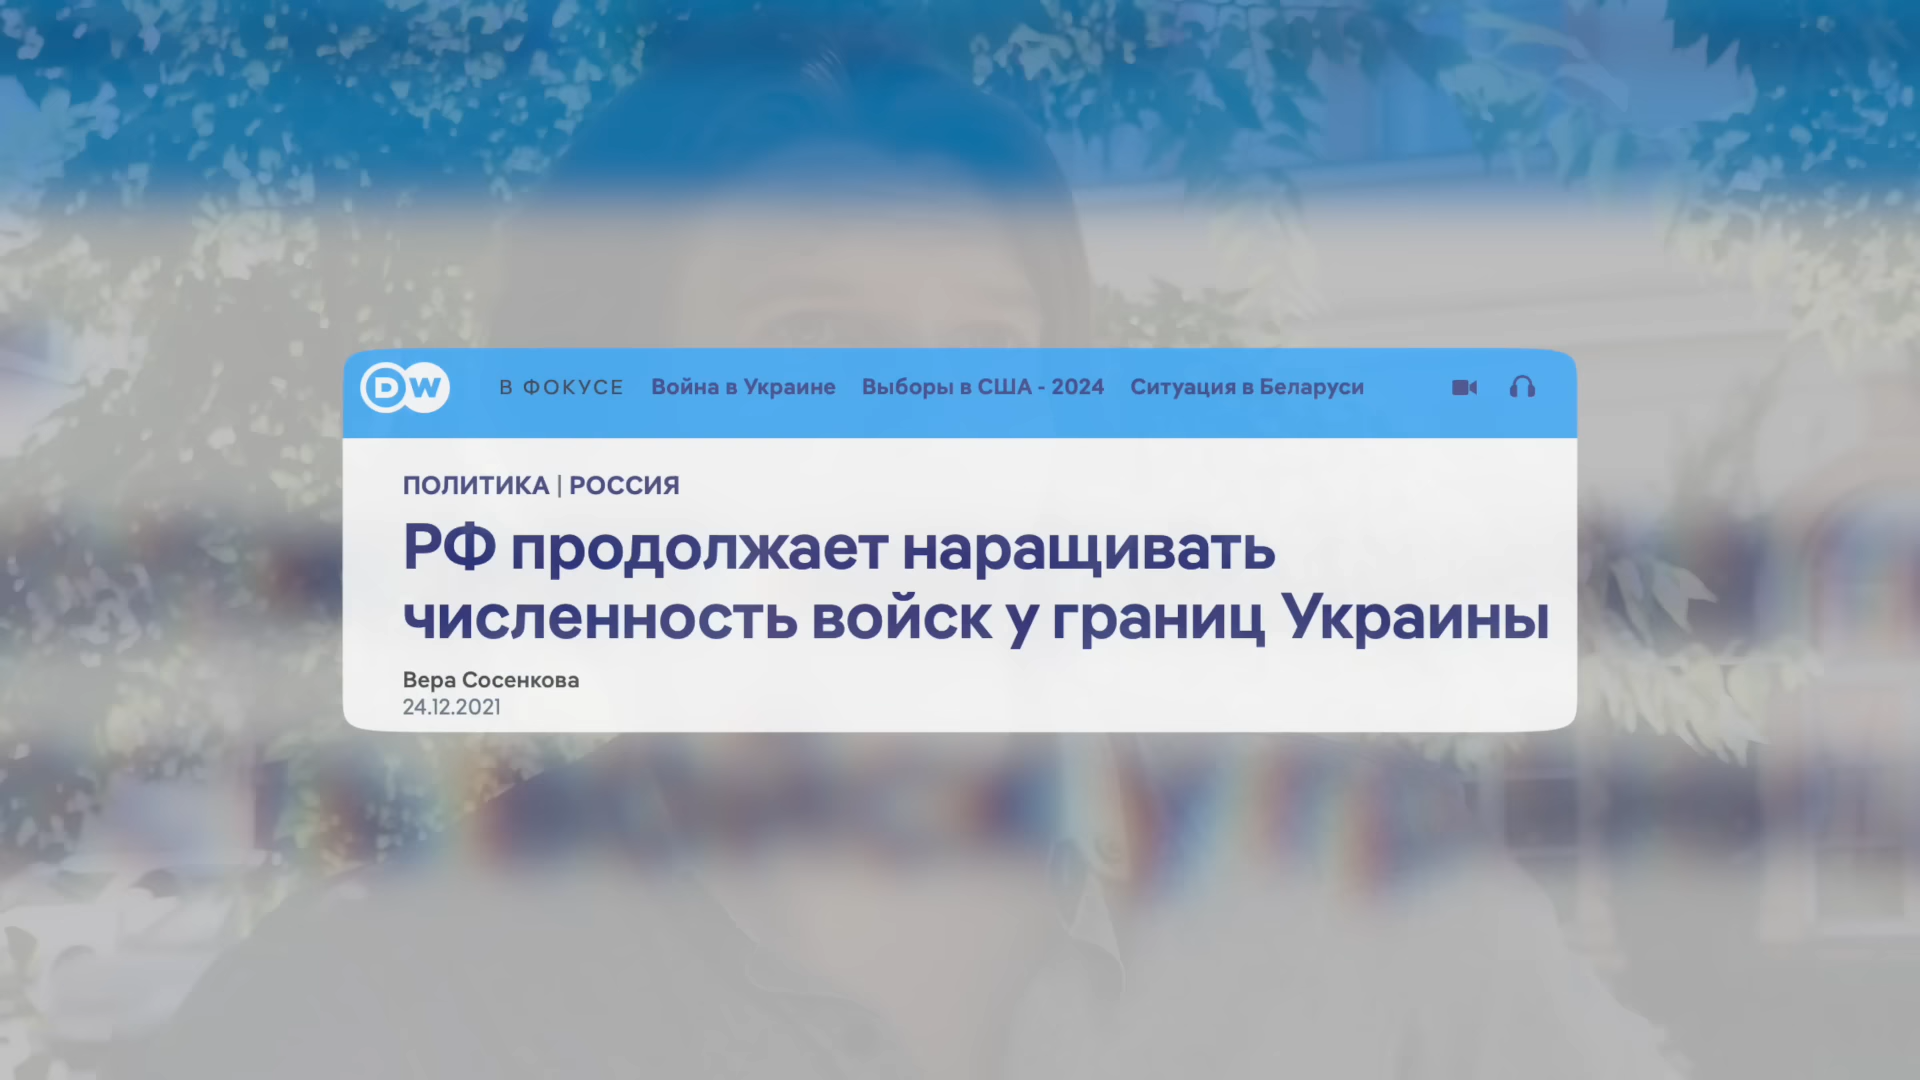 DW В ФОКУСЕ Война в Украине Выборы в США - 2024 Ситуация в Беларуси
ПОЛИТИКА | РОССИЯ
РФ продолжает наращивать
численность войск у границ Украины
Вера Сосенкова
24.12.2021